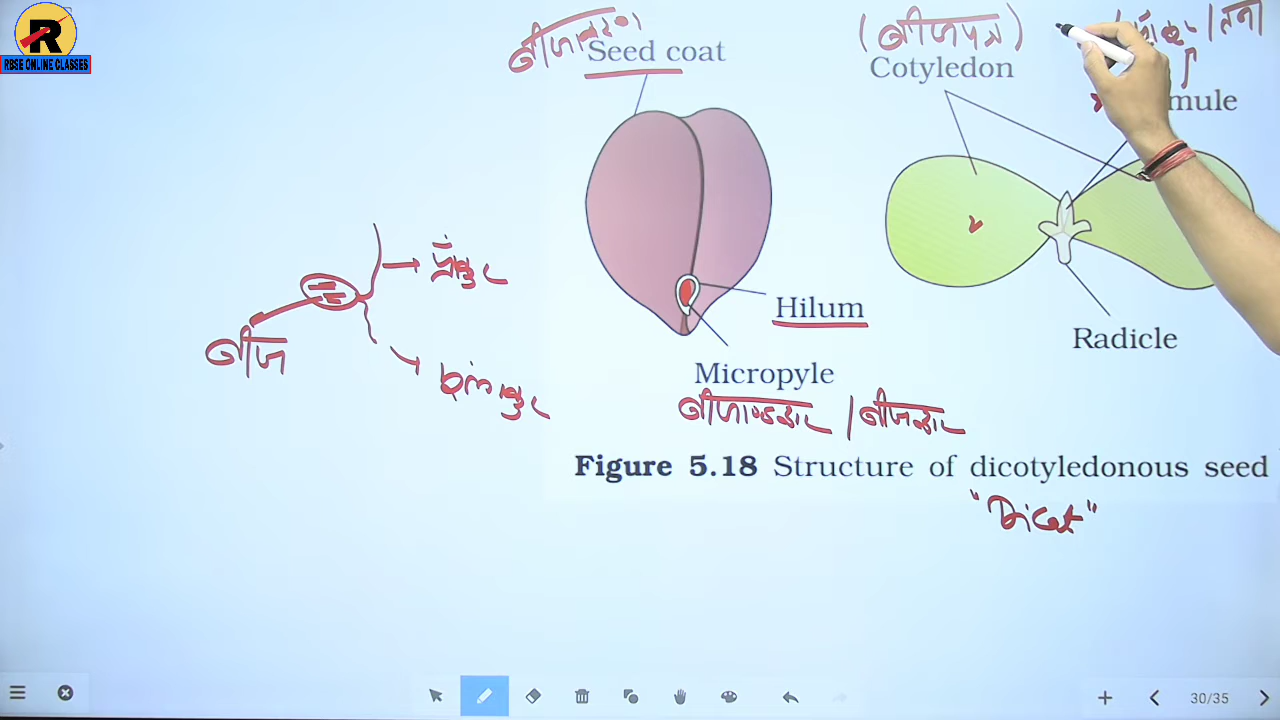 RBSE ONLINE CLASSES
बीजावरण
Seed coat
(बीजपत्र)
Cotyledon
तना
mule
Hilum
Micropyle
बीजाण्डद्वार / बीजद्वार
Radicle
प्रांकुर
बीज
मूलांकुर
Figure 5.18 Structure of dicotyledonous seed
"Dicot"
30/35